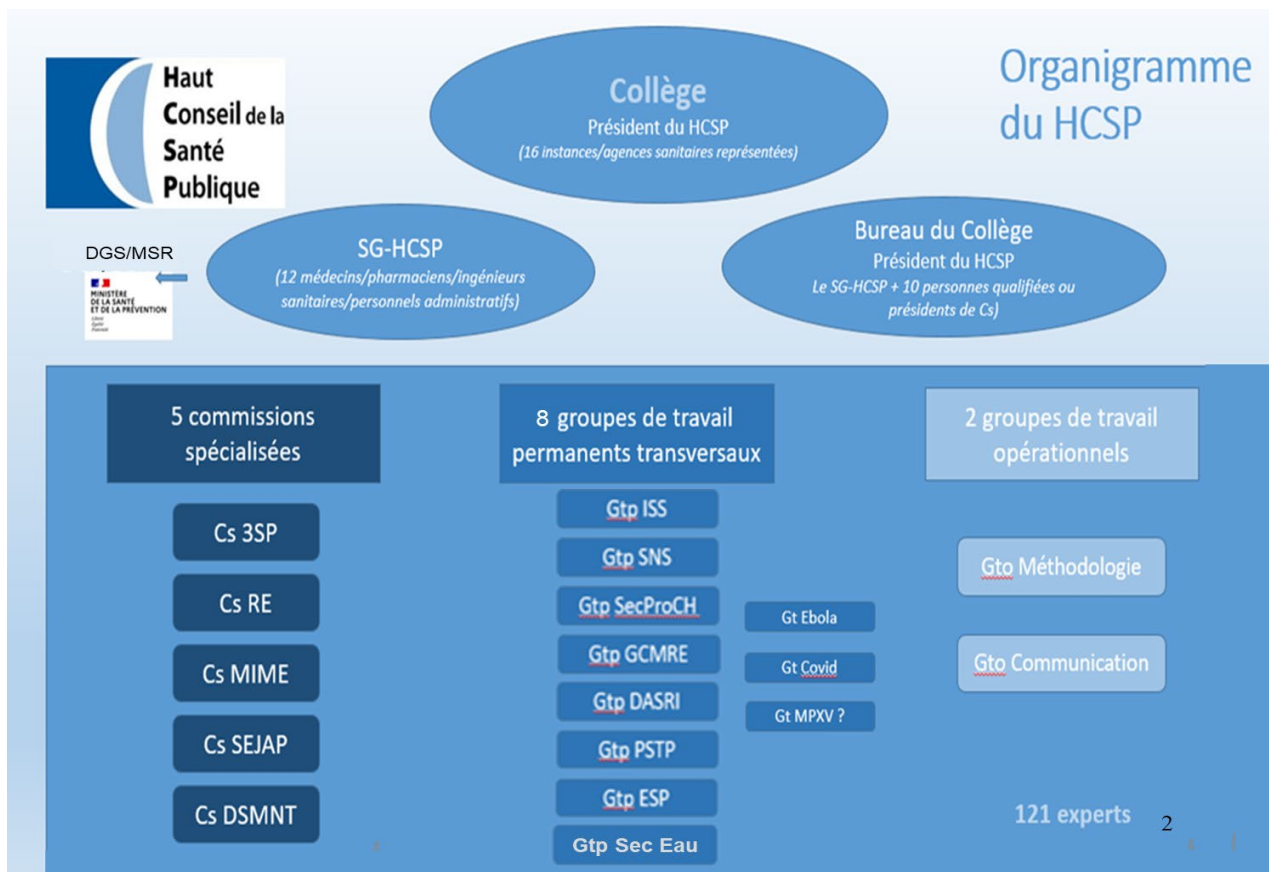 Haut
Conseil de la
Santé
Publique
Organigramme
du HCSP
Collège
Président du HCSP
(16 instances/agences sanitaires représentées)
DGS/MSR
MINISTÈRE
DE LA SANTÉ
ET DE LA PRÉVENTION
Liberté
Égalité
Fraternité
SG-HCSP
(12 médecins/pharmaciens/ingénieurs
sanitaires/personnels administratifs)
Bureau du Collège
Président du HCSP
Le SG-HCSP + 10 personnes qualifiées ou
présidents de Cs)
5 commissions
spécialisées
Cs 3SP
Cs RE
Cs MIME
Cs SEJAP
Cs DSMNT
8 groupes de travail
permanents transversaux
Gtp ISS
Gtp SNS
Gtp SecProCH
Gtp GCMRE
Gtp DASRI
Gtp PSTP
Gtp ESP
Gtp Sec Eau
Gt Ebola
Gt Covid
Gt MPXV ?
2 groupes de travail
opérationnels
Gto Méthodologie
Gto Communication
121 experts
2